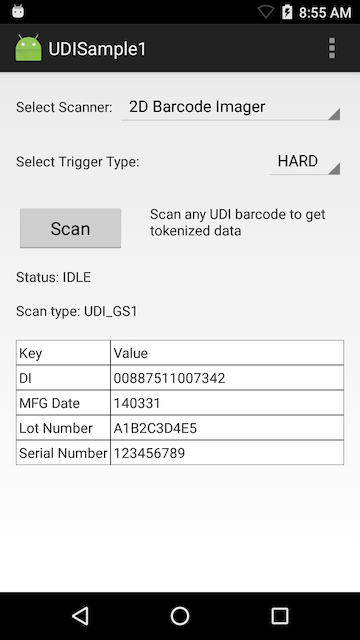 8:55 AM
UDISample1
Select Scanner: 2D Barcode Imager
Select Trigger Type: HARD
Scan
Scan any UDI barcode to get
tokenized data
Status: IDLE
Scan type: UDI_GS1
Key Value
DI 00887511007342
MFG Date 140331
Lot Number A1B2C3D4E5
Serial Number 123456789